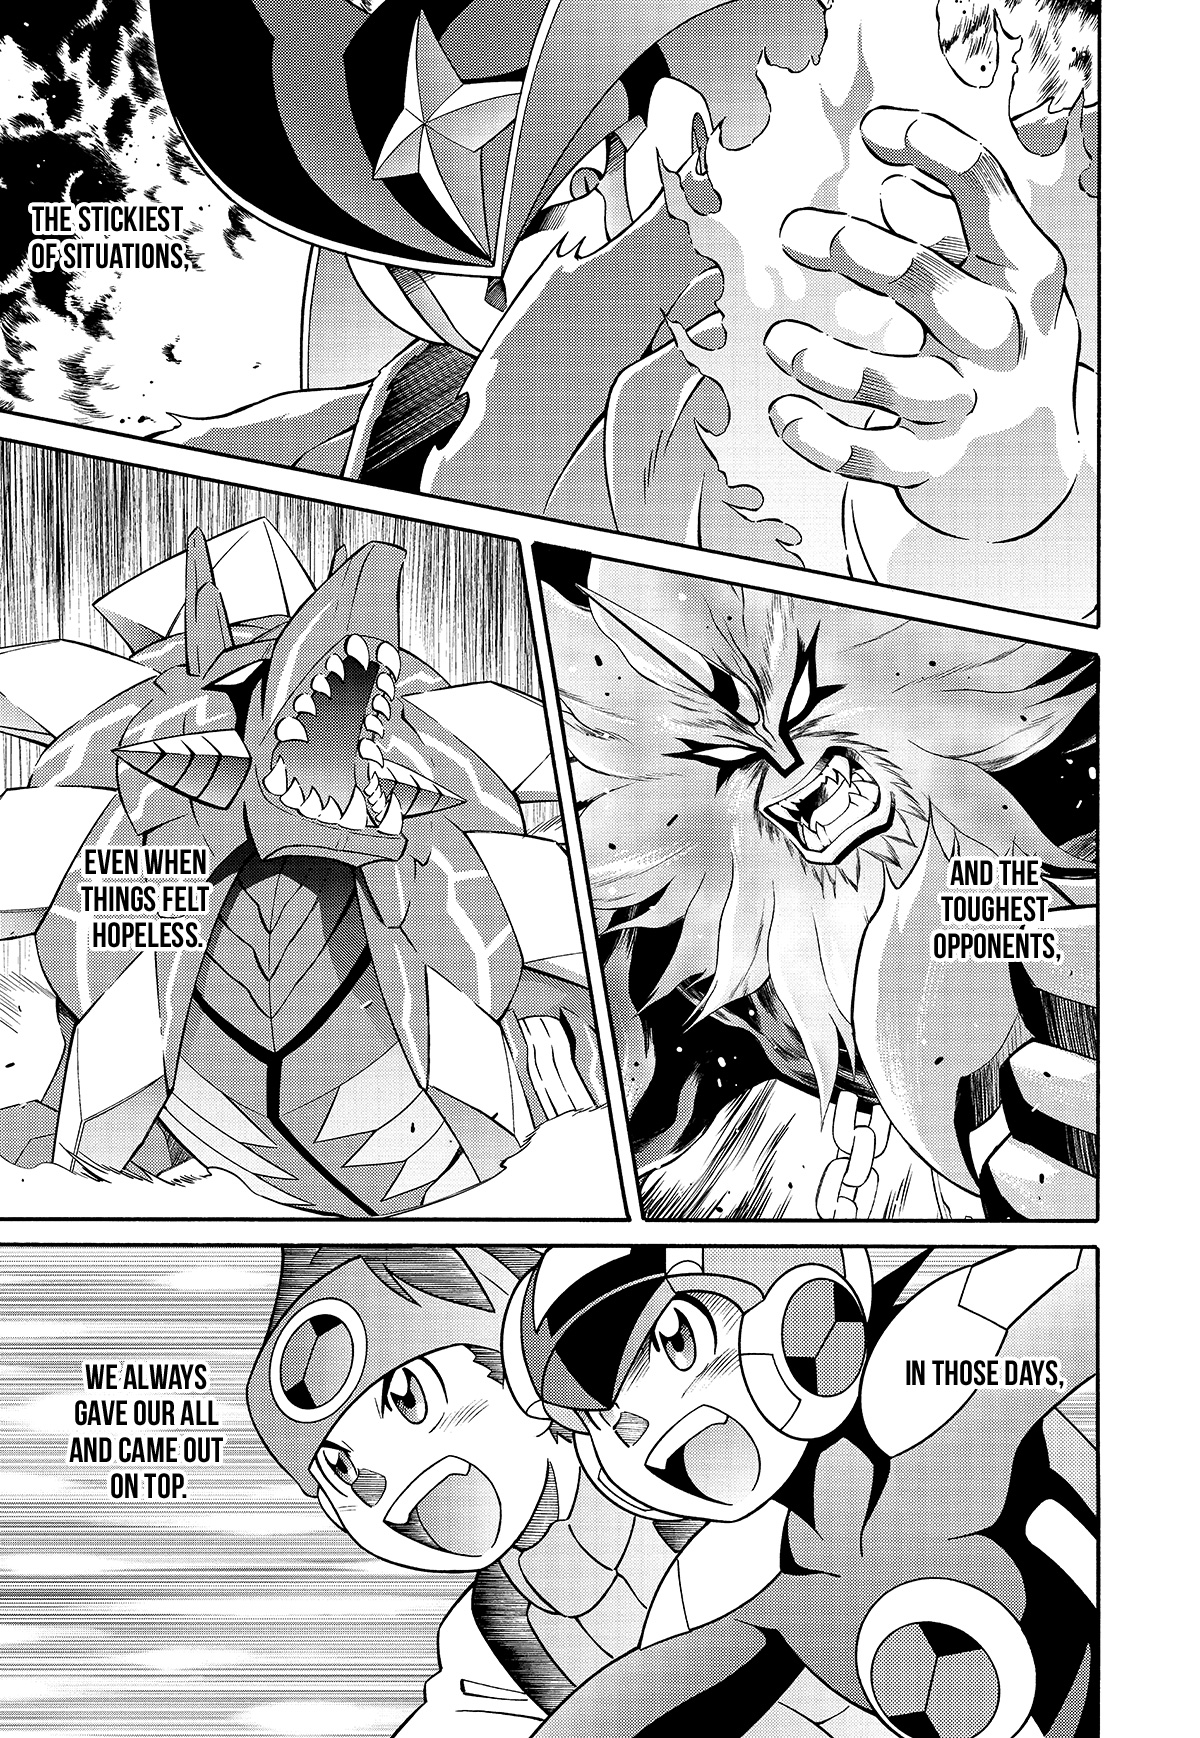 THE STICKIEST
OF SITUATIONS,
AND THE
TOUGHEST
OPPONENTS,
EVEN WHEN
THINGS FELT
HOPELESS.
IN THOSE DAYS,
WE ALWAYS
GAVE OUR ALL
AND CAME OUT
ON TOP.